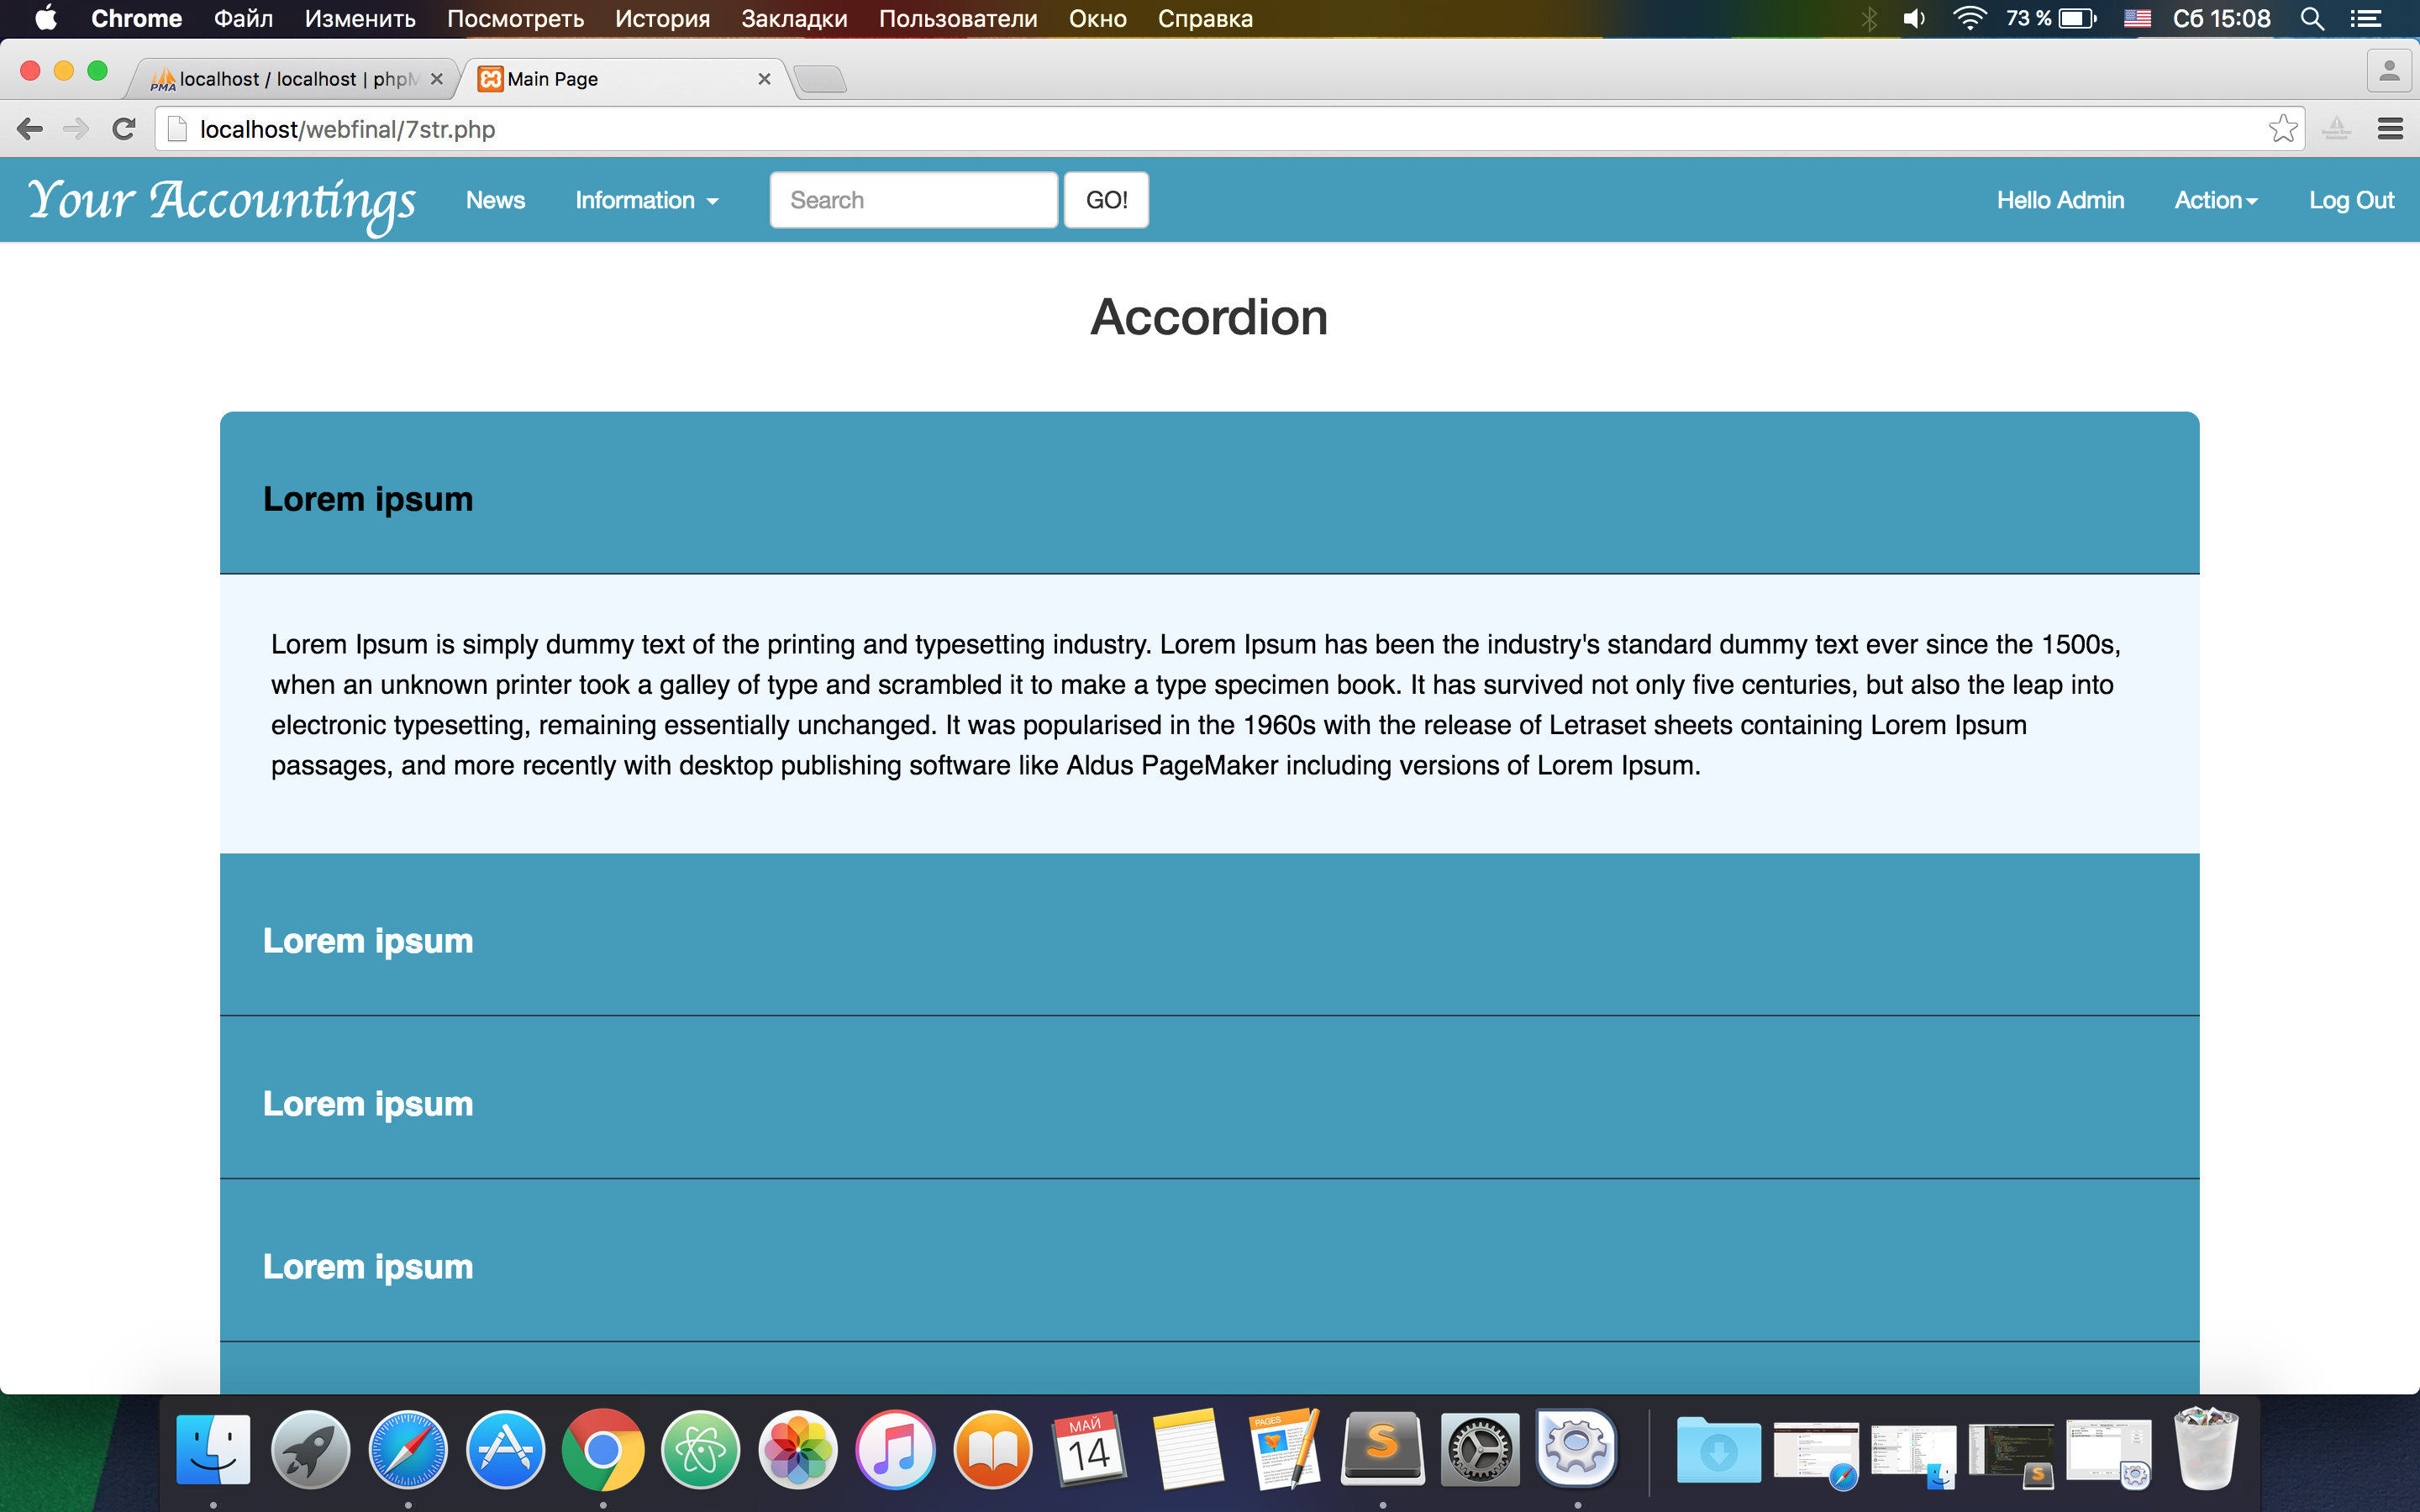 Chrome Файл Изменить Посмотреть История Закладки Пользователи Окно Справка 73 % Сб 15:08
PMA localhost / localhost | phpM Main Page
localhost/webfinal/7str.php
Your Accountings News Information Search GO! Hello Admin Action Log Out
Accordion
Lorem ipsum
Lorem Ipsum is simply dummy text of the printing and typesetting industry. Lorem Ipsum has been the industry's standard dummy text ever since the 1500s,
when an unknown printer took a galley of type and scrambled it to make a type specimen book. It has survived not only five centuries, but also the leap into
electronic typesetting, remaining essentially unchanged. It was popularised in the 1960s with the release of Letraset sheets containing Lorem Ipsum
passages, and more recently with desktop publishing software like Aldus PageMaker including versions of Lorem Ipsum.
Lorem ipsum
Lorem ipsum
Lorem ipsum
МАЙ
14
PAGES
S
S